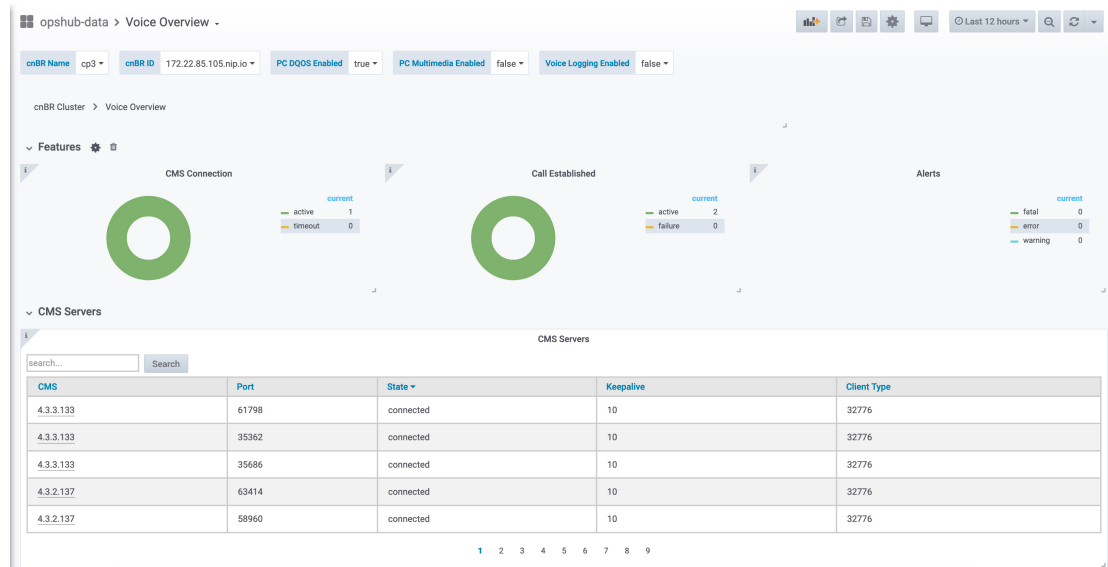 opshub-data > Voice Overview
Last 12 hours
cnBR Name cp3 cnBR ID 172.22.85.105.nip.io PC DQOS Enabled true PC Multimedia Enabled false Voice Logging Enabled false
cnBR Cluster > Voice Overview
Features
i CMS Connection
current
active 1
timeout 0
i Call Established
current
active 2
failure 0
i Alerts
current
fatal 0
error 0
warning 0
CMS Servers
i CMS Servers
search... Search
CMS Port State Keepalive Client Type
4.3.3.133 61798 connected 10 32776
4.3.3.133 35362 connected 10 32776
4.3.3.133 35686 connected 10 32776
4.3.2.137 63414 connected 10 32776
4.3.2.137 58960 connected 10 32776
1 2 3 4 5 6 7 8 9